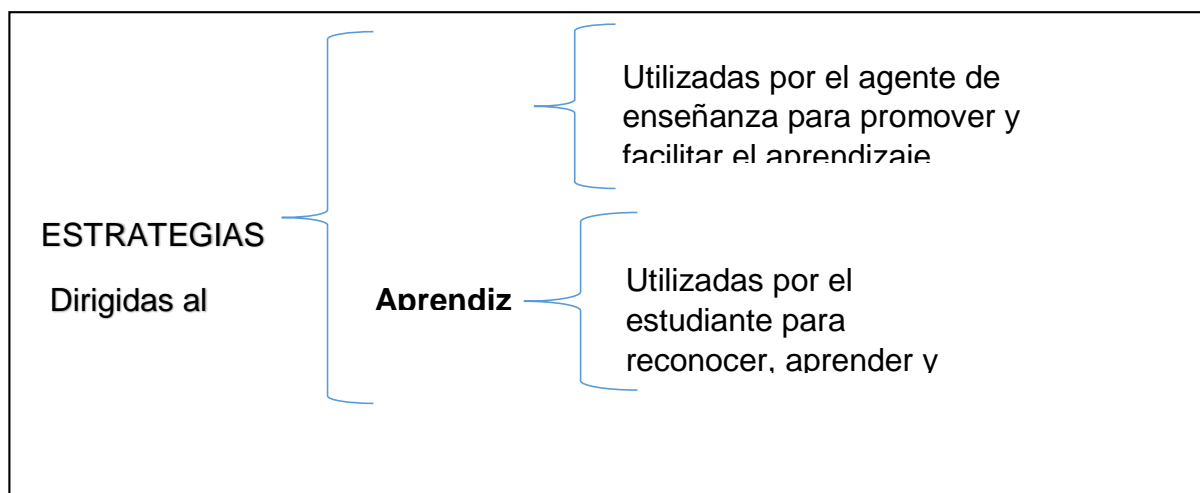 Utilizadas por el agente de
enseñanza para promover y
facilitar el aprendizaje
ESTRATEGIAS
Dirigidas al
Aprendiz
Utilizadas por el
estudiante para
reconocer, aprender y